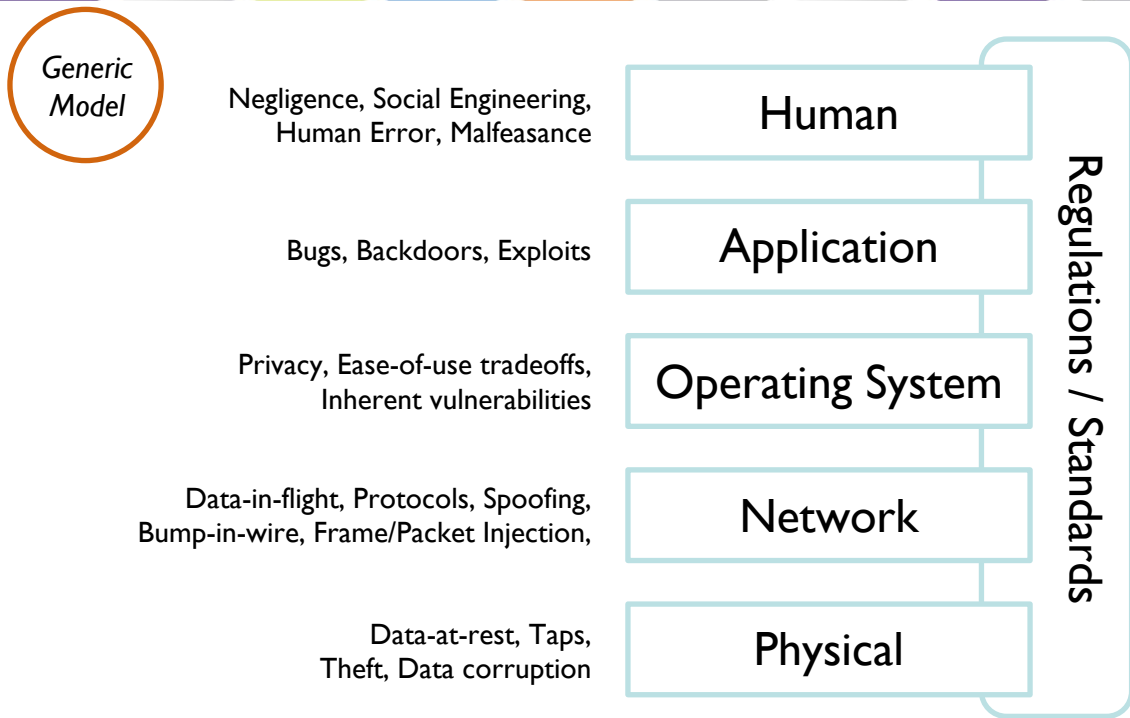 Generic
Model
Negligence, Social Engineering,
Human Error, Malfeasance
Human
Bugs, Backdoors, Exploits
Application
Privacy, Ease-of-use tradeoffs,
Inherent vulnerabilities
Operating System
Data-in-flight, Protocols, Spoofing,
Bump-in-wire, Frame/Packet Injection,
Network
Data-at-rest, Taps,
Theft, Data corruption
Physical
Regulations / Standards